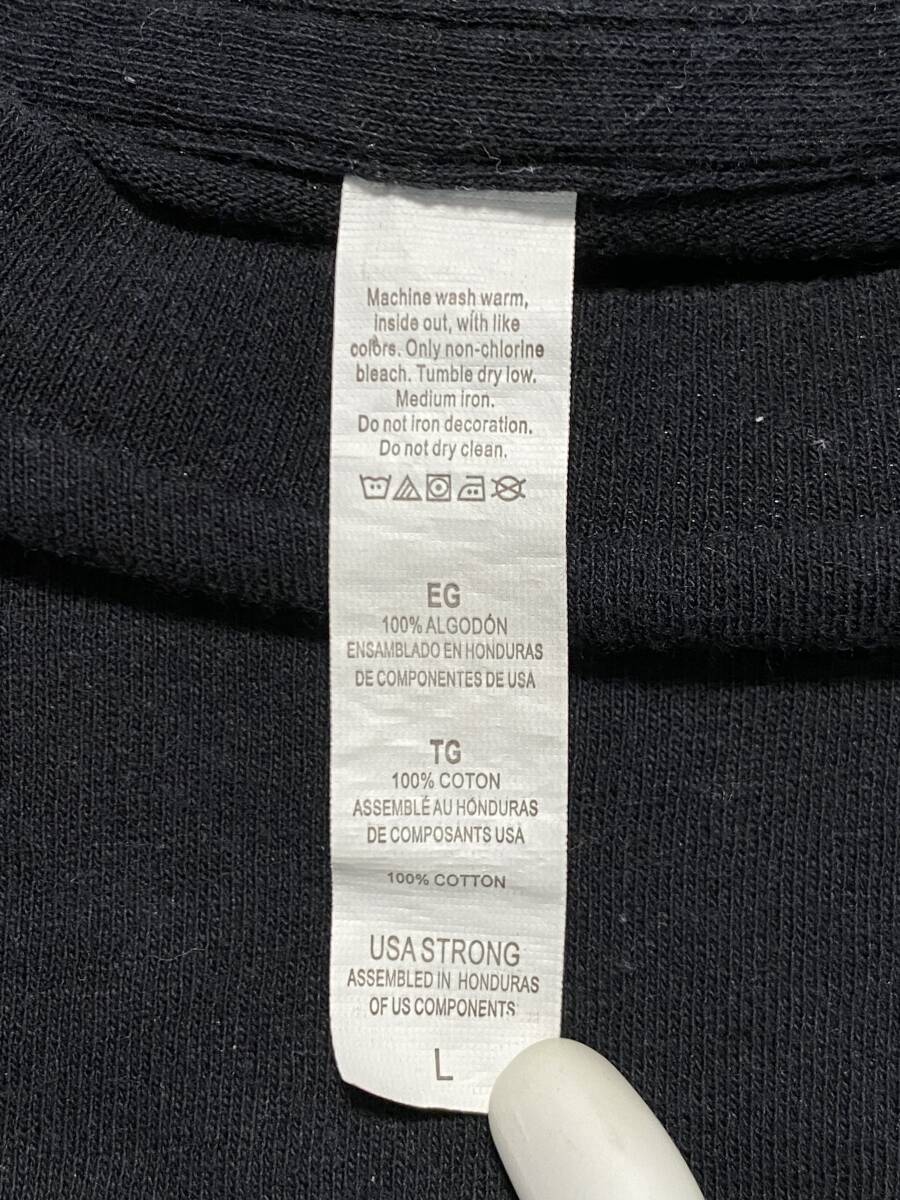 Machine wash warm,
inside out, with like
colors. Only non-chlorine
bleach. Tumble dry low.
Medium iron.
Do not iron decoration.
Do not dry clean.
EG
100% ALGODÓN
ENSAMBLADO EN HONDURAS
DE COMPONENTES DE USA
TG
100% COTON
ASSEMBLÉ AU HONDURAS
DE COMPOSANTS USA
100% COTTON
USA STRONG
ASSEMBLED IN HONDURAS
OF US COMPONENTS
L